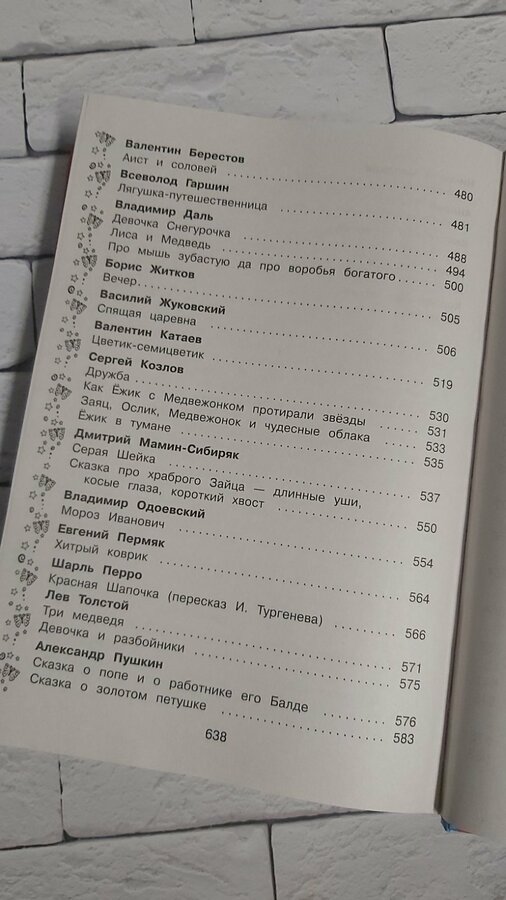 Валентин Берестов
Аист и соловей 480
Всеволод Гаршин
Лягушка-путешественница 481
Владимир Даль
Девочка Снегурочка 488
Лиса и Медведь 494
Про мышь зубастую да про воробья богатого 500
Борис Житков
Вечер 505
Василий Жуковский
Спящая царевна 506
Валентин Катаев
Цветик-семицветик 519
Сергей Козлов
Дружба 530
Как Ёжик с Медвежонком протирали звёзды 531
Заяц, Ослик, Медвежонок и чудесные облака 533
Ёжик в тумане 535
Дмитрий Мамин-Сибиряк
Серая Шейка 537
Сказка про храброго Зайца — длинные уши,
косые глаза, короткий хвост 550
Владимир Одоевский
Мороз Иванович 554
Евгений Пермяк
Хитрый коврик 564
Шарль Перро
Красная Шапочка (пересказ И. Тургенева) 566
Лев Толстой
Три медведя 571
Девочка и разбойники 575
Александр Пушкин
Сказка о попе и о работнике его Балде 576
Сказка о золотом петушке 583
638